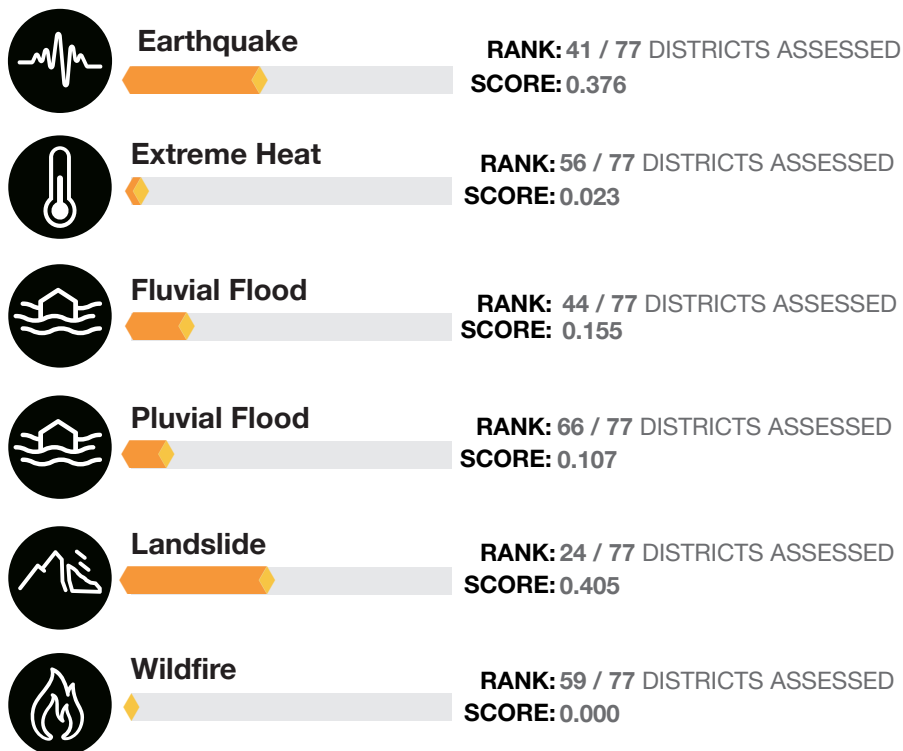 Earthquake
RANK: 41 / 77 DISTRICTS ASSESSED
SCORE: 0.376
Extreme Heat
RANK: 56 / 77 DISTRICTS ASSESSED
SCORE: 0.023
Fluvial Flood
RANK: 44 / 77 DISTRICTS ASSESSED
SCORE: 0.155
Pluvial Flood
RANK: 66 / 77 DISTRICTS ASSESSED
SCORE: 0.107
Landslide
RANK: 24 / 77 DISTRICTS ASSESSED
SCORE: 0.405
Wildfire
RANK: 59 / 77 DISTRICTS ASSESSED
SCORE: 0.000